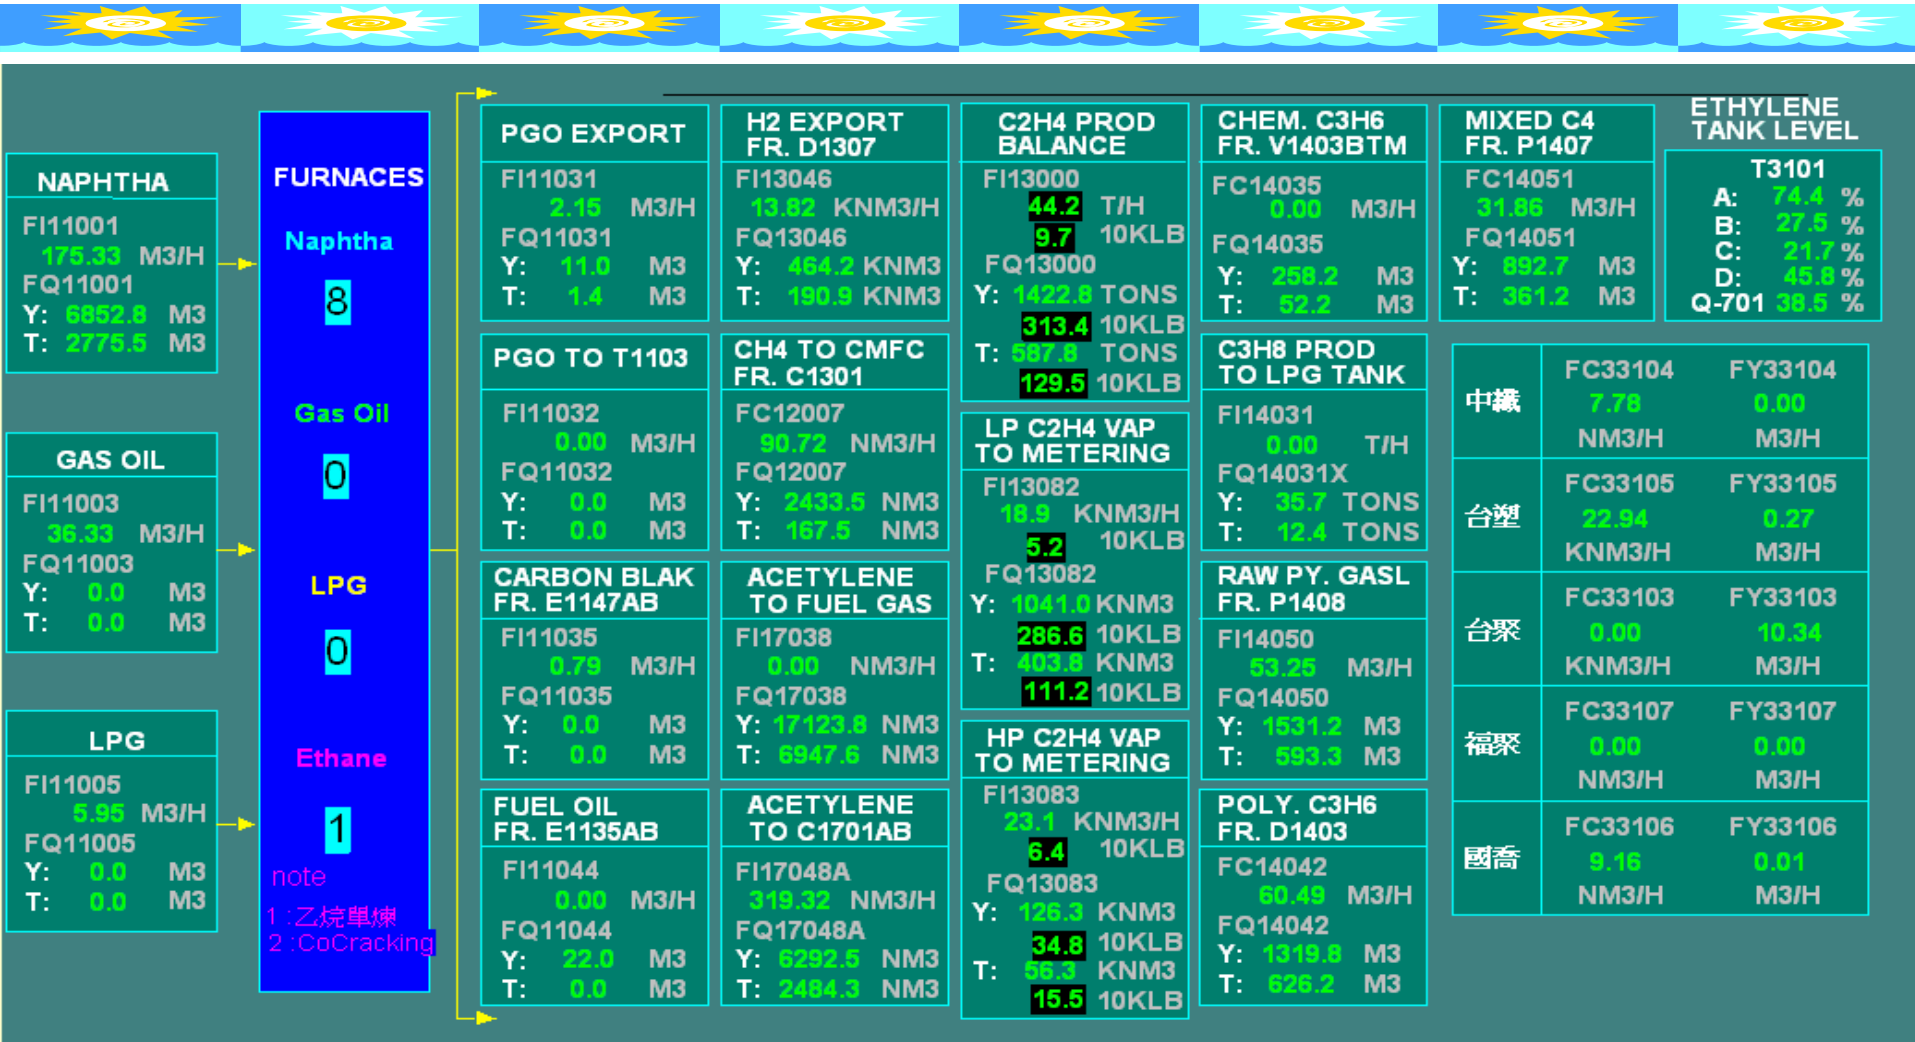 NAPHTHA
FI11001
175.33 M3/H
FQ11001
Y: 6852.8 M3
T: 2775.5 M3
GAS OIL
FI11003
36.33 M3/H
FQ11003
Y: 0.0 M3
T: 0.0 M3
LPG
FI11005
5.95 M3/H
FQ11005
Y: 0.0 M3
T: 0.0 M3
FURNACES
Naphtha
8
Gas Oil
0
LPG
0
Ethane
1
note
1 :乙烷單煉
2 :CoCracking
PGO EXPORT
FI11031
2.15 M3/H
FQ11031
Y: 11.0 M3
T: 1.4 M3
PGO TO T1103
FI11032
0.00 M3/H
FQ11032
Y: 0.0 M3
T: 0.0 M3
CARBON BLAK
FR. E1147AB
FI11035
0.79 M3/H
FQ11035
Y: 0.0 M3
T: 0.0 M3
FUEL OIL
FR. E1135AB
FI11044
0.00 M3/H
FQ11044
Y: 22.0 M3
T: 0.0 M3
H2 EXPORT
FR. D1307
FI13046
13.82 KNM3/H
FQ13046
Y: 464.2 KNM3
T: 190.9 KNM3
CH4 TO CMFC
FR. C1301
FC12007
90.72 NM3/H
FQ12007
Y: 2433.5 NM3
T: 167.5 NM3
ACETYLENE
TO FUEL GAS
FI17038
0.00 NM3/H
FQ17038
Y: 17123.8 NM3
T: 6947.6 NM3
ACETYLENE
TO C1701AB
FI17048A
319.32 NM3/H
FQ17048A
Y: 6292.5 NM3
T: 2484.3 NM3
C2H4 PROD
BALANCE
FI13000
44.2 T/H
9.7 10KLB
FQ13000
Y: 1422.8 TONS
313.4 10KLB
T: 587.8 TONS
129.5 10KLB
LP C2H4 VAP
TO METERING
FI13082
18.9 KNM3/H
5.2 10KLB
FQ13082
Y: 1041.0 KNM3
286.6 10KLB
T: 403.8 KNM3
111.2 10KLB
HP C2H4 VAP
TO METERING
FI13083
23.1 KNM3/H
6.4 10KLB
FQ13083
Y: 126.3 KNM3
34.8 10KLB
T: 56.3 KNM3
15.5 10KLB
CHEM. C3H6
FR. V1403BTM
FC14035
0.00 M3/H
FQ14035
Y: 258.2 M3
T: 52.2 M3
C3H8 PROD
TO LPG TANK
FI14031
0.00 T/H
FQ14031X
Y: 35.7 TONS
T: 12.4 TONS
RAW PY. GASL
FR. P1408
FI14050
53.25 M3/H
FQ14050
Y: 1531.2 M3
T: 593.3 M3
POLY. C3H6
FR. D1403
FC14042
60.49 M3/H
FQ14042
Y: 1319.8 M3
T: 626.2 M3
MIXED C4
FR. P1407
FC14051
31.86 M3/H
FQ14051
Y: 892.7 M3
T: 361.2 M3
ETHYLENE
TANK LEVEL
T3101
A: 74.4 %
B: 27.5 %
C: 21.7 %
D: 45.8 %
Q-701 38.5 %
FC33104 FY33104
中纖 7.78 0.00
NM3/H M3/H
FC33105 FY33105
台塑 22.94 0.27
KNM3/H M3/H
FC33103 FY33103
台聚 0.00 10.34
KNM3/H M3/H
FC33107 FY33107
福聚 0.00 0.00
NM3/H M3/H
FC33106 FY33106
國喬 9.16 0.01
NM3/H M3/H